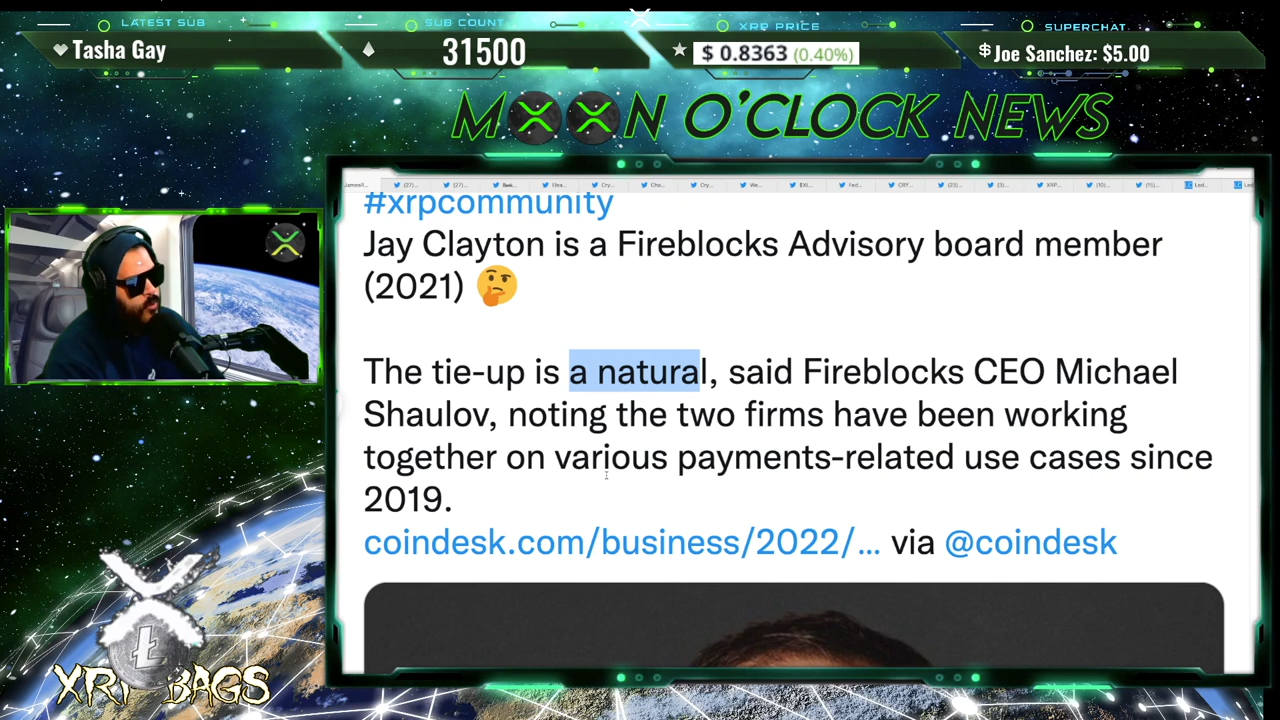 LATEST SUB
SUB COUNT
XRP PRICE
SUPERCHAT
Tasha Gay
31500
$ 0.8363 (0.40%)
Joe Sanchez: $5.00
MOON O'CLOCK NEWS
#xrpcommunity
Jay Clayton is a Fireblocks Advisory board member
(2021) 🤔
The tie-up is a natural, said Fireblocks CEO Michael
Shaulov, noting the two firms have been working
together on various payments-related use cases since
2019.
coindesk.com/business/2022/... via @coindesk
XRP BAGS